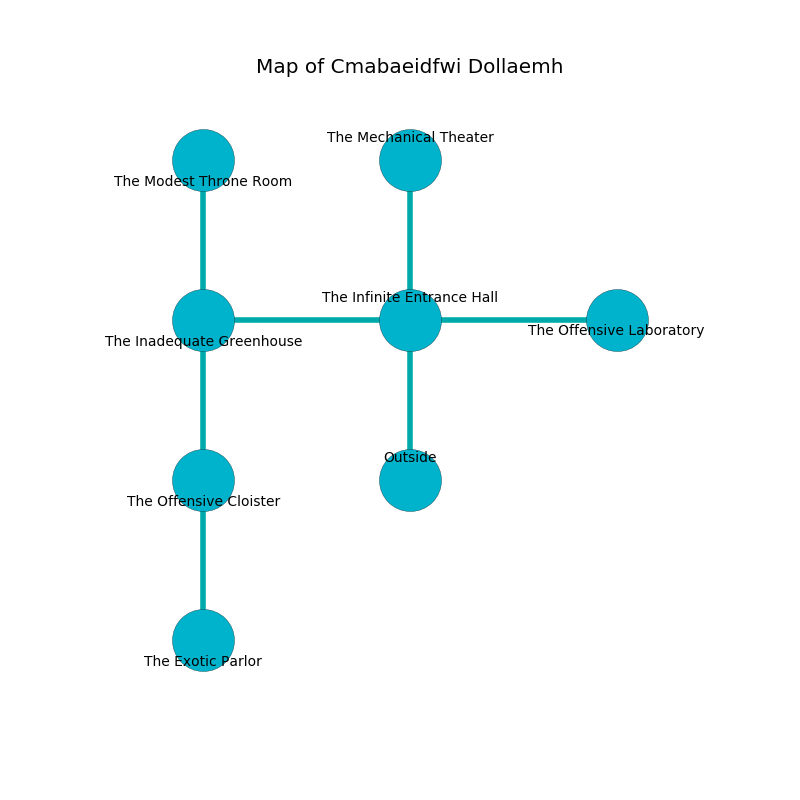 Map of Cmabaeidfwi Dollaemh
The Mechanical Theater
The Modest Throne Room
The Infinite Entrance Hall
The Offensive Laboratory
The Inadequate Greenhouse
Outside
The Offensive Cloister
The Exotic Parlor